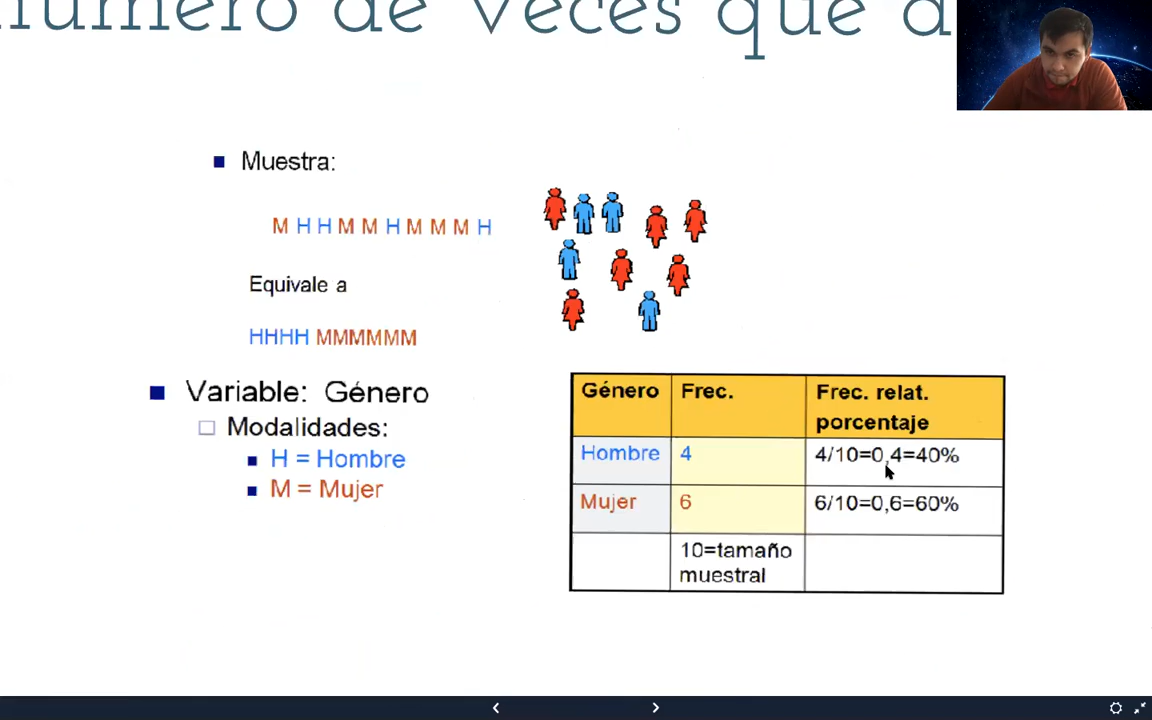 número de veces que a
Muestra:
M H H M M H M M M H
Equivale a
HHHH MMMMMM
Variable: Género
Modalidades:
H = Hombre
M = Mujer
Género Frec. Frec. relat.
porcentaje
Hombre 4 4/10=0,4=40%
Mujer 6 6/10=0,6=60%
10=tamaño
muestral